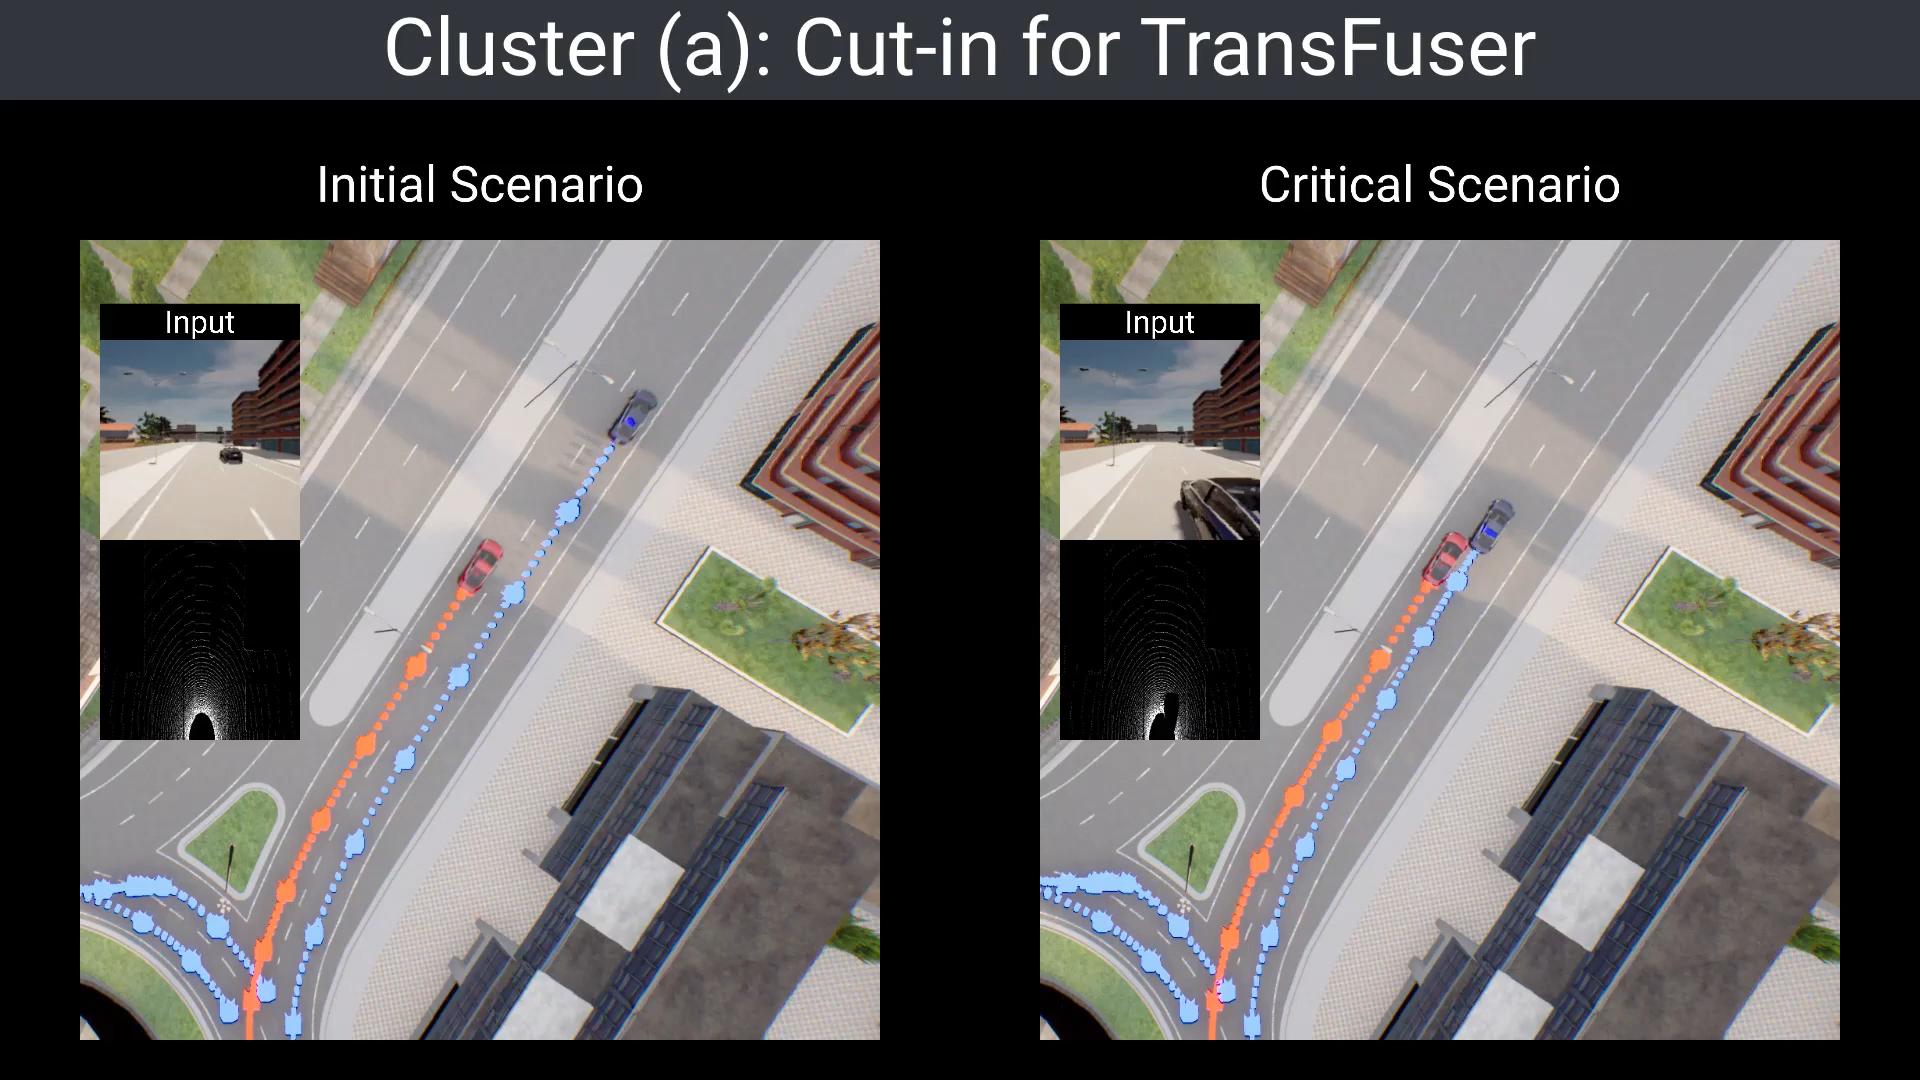 Cluster (a): Cut-in for TransFuser
Initial Scenario
Critical Scenario
Input
Input